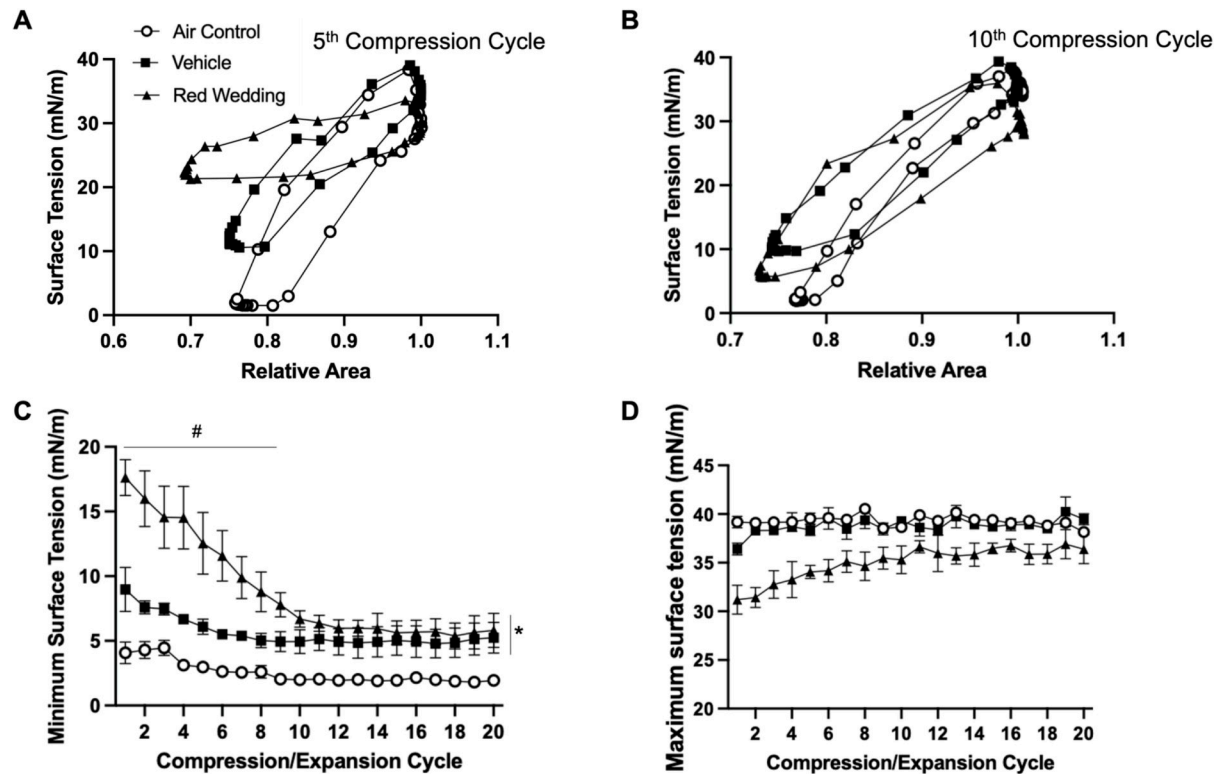 A
Air Control
Vehicle
Red Wedding
5th Compression Cycle
Surface Tension (mN/m)
40
30
20
10
0
0.6 0.7 0.8 0.9 1.0 1.1
Relative Area
B
10th Compression Cycle
Surface Tension (mN/m)
40
30
20
10
0
0.7 0.8 0.9 1.0 1.1
Relative Area
C
Minimum Surface Tension (mN/m)
20
15
10
5
0
#
*
2 4 6 8 10 12 14 16 18 20
Compression/Expansion Cycle
D
Maximum surface tension (mN/m)
45
40
35
30
25
20
2 4 6 8 10 12 14 16 18 20
Compression/Expansion Cycle